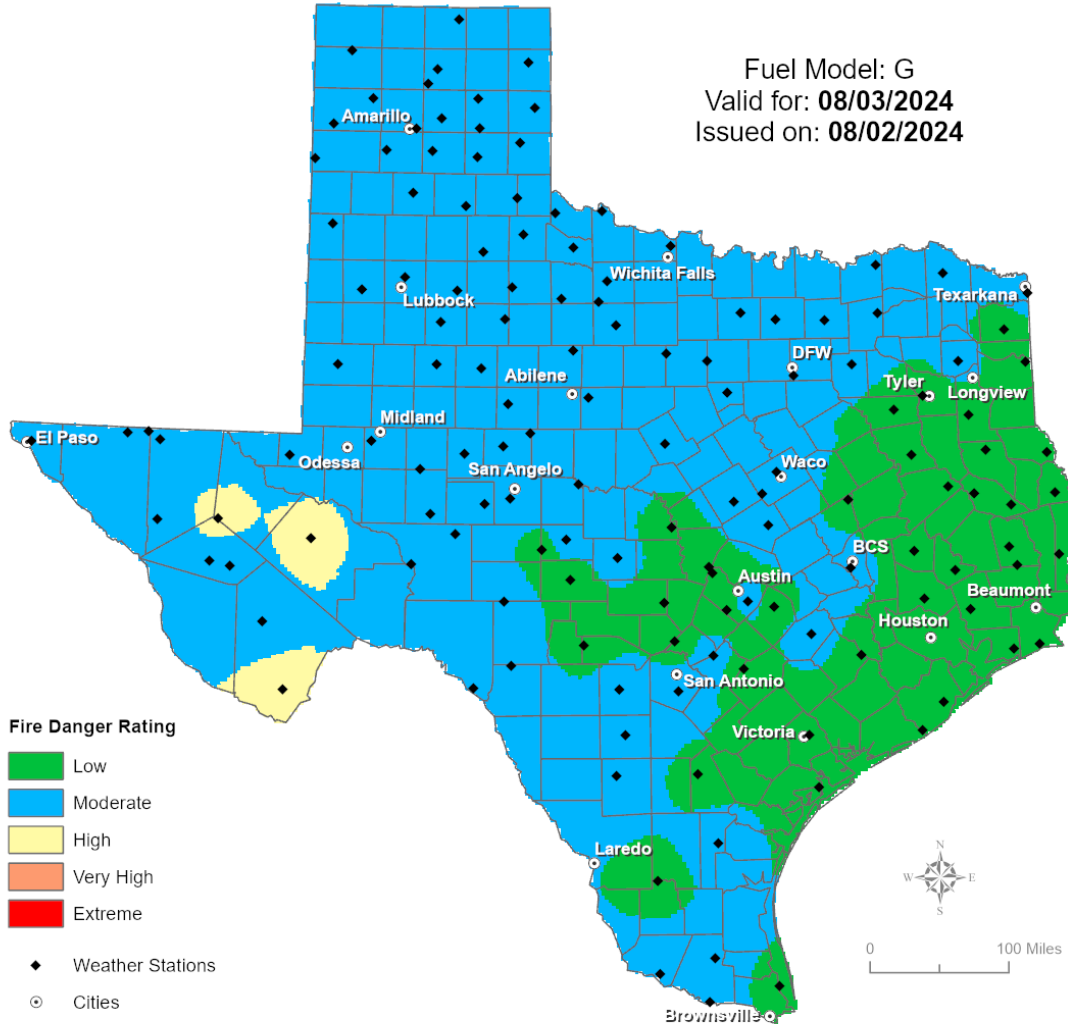 Fuel Model: G
Valid for: 08/03/2024
Issued on: 08/02/2024
Amarillo
Wichita Falls
Lubbock
Texarkana
DFW
Abilene
Tyler
Longview
Midland
El Paso
Odessa
San Angelo
Waco
BCS
Austin
Beaumont
Houston
San Antonio
Victoria
Laredo
Brownsville
Fire Danger Rating
Low
Moderate
High
Very High
Extreme
Weather Stations
Cities
N
W E
S
0 100 Miles